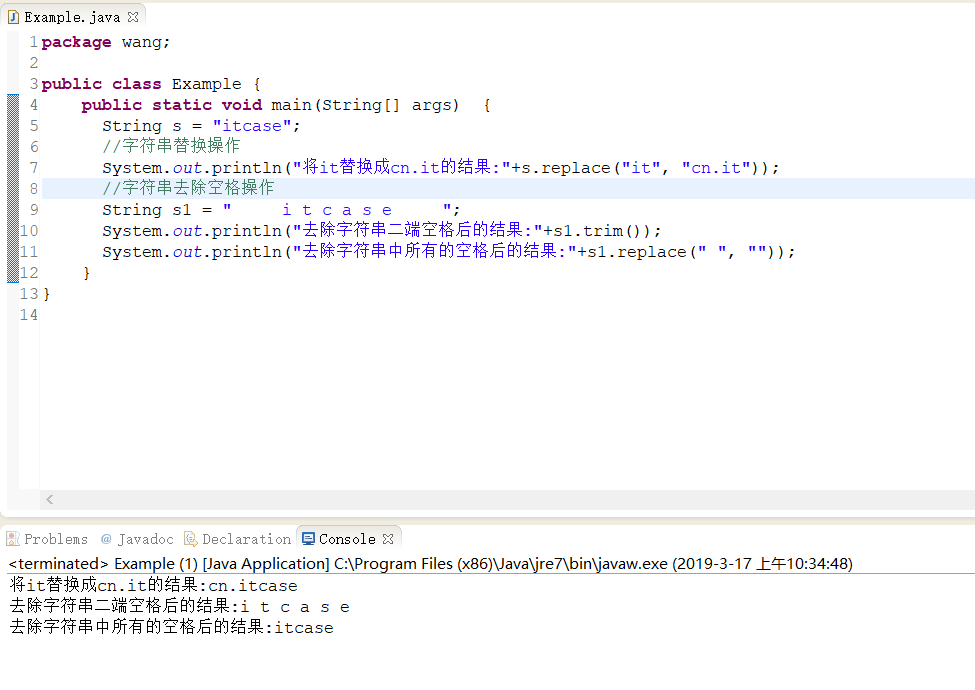 Example.java
1 package wang;
2
3 public class Example {
4     public static void main(String[] args)  {
5       String s = "itcase";
6       //字符串替换操作
7       System.out.println("将it替换成cn.it的结果:"+s.replace("it", "cn.it"));
8       //字符串去除空格操作
9       String s1 = "     i t c a s e     ";
10       System.out.println("去除字符串二端空格后的结果:"+s1.trim());
11       System.out.println("去除字符串中所有的空格后的结果:"+s1.replace(" ", ""));
12     }
13 }
14
Problems @ Javadoc Declaration Console
<terminated> Example (1) [Java Application] C:\Program Files (x86)\Java\jre7\bin\javaw.exe (2019-3-17 上午10:34:48)
将it替换成cn.it的结果:cn.itcase
去除字符串二端空格后的结果:i t c a s e
去除字符串中所有的空格后的结果:itcase